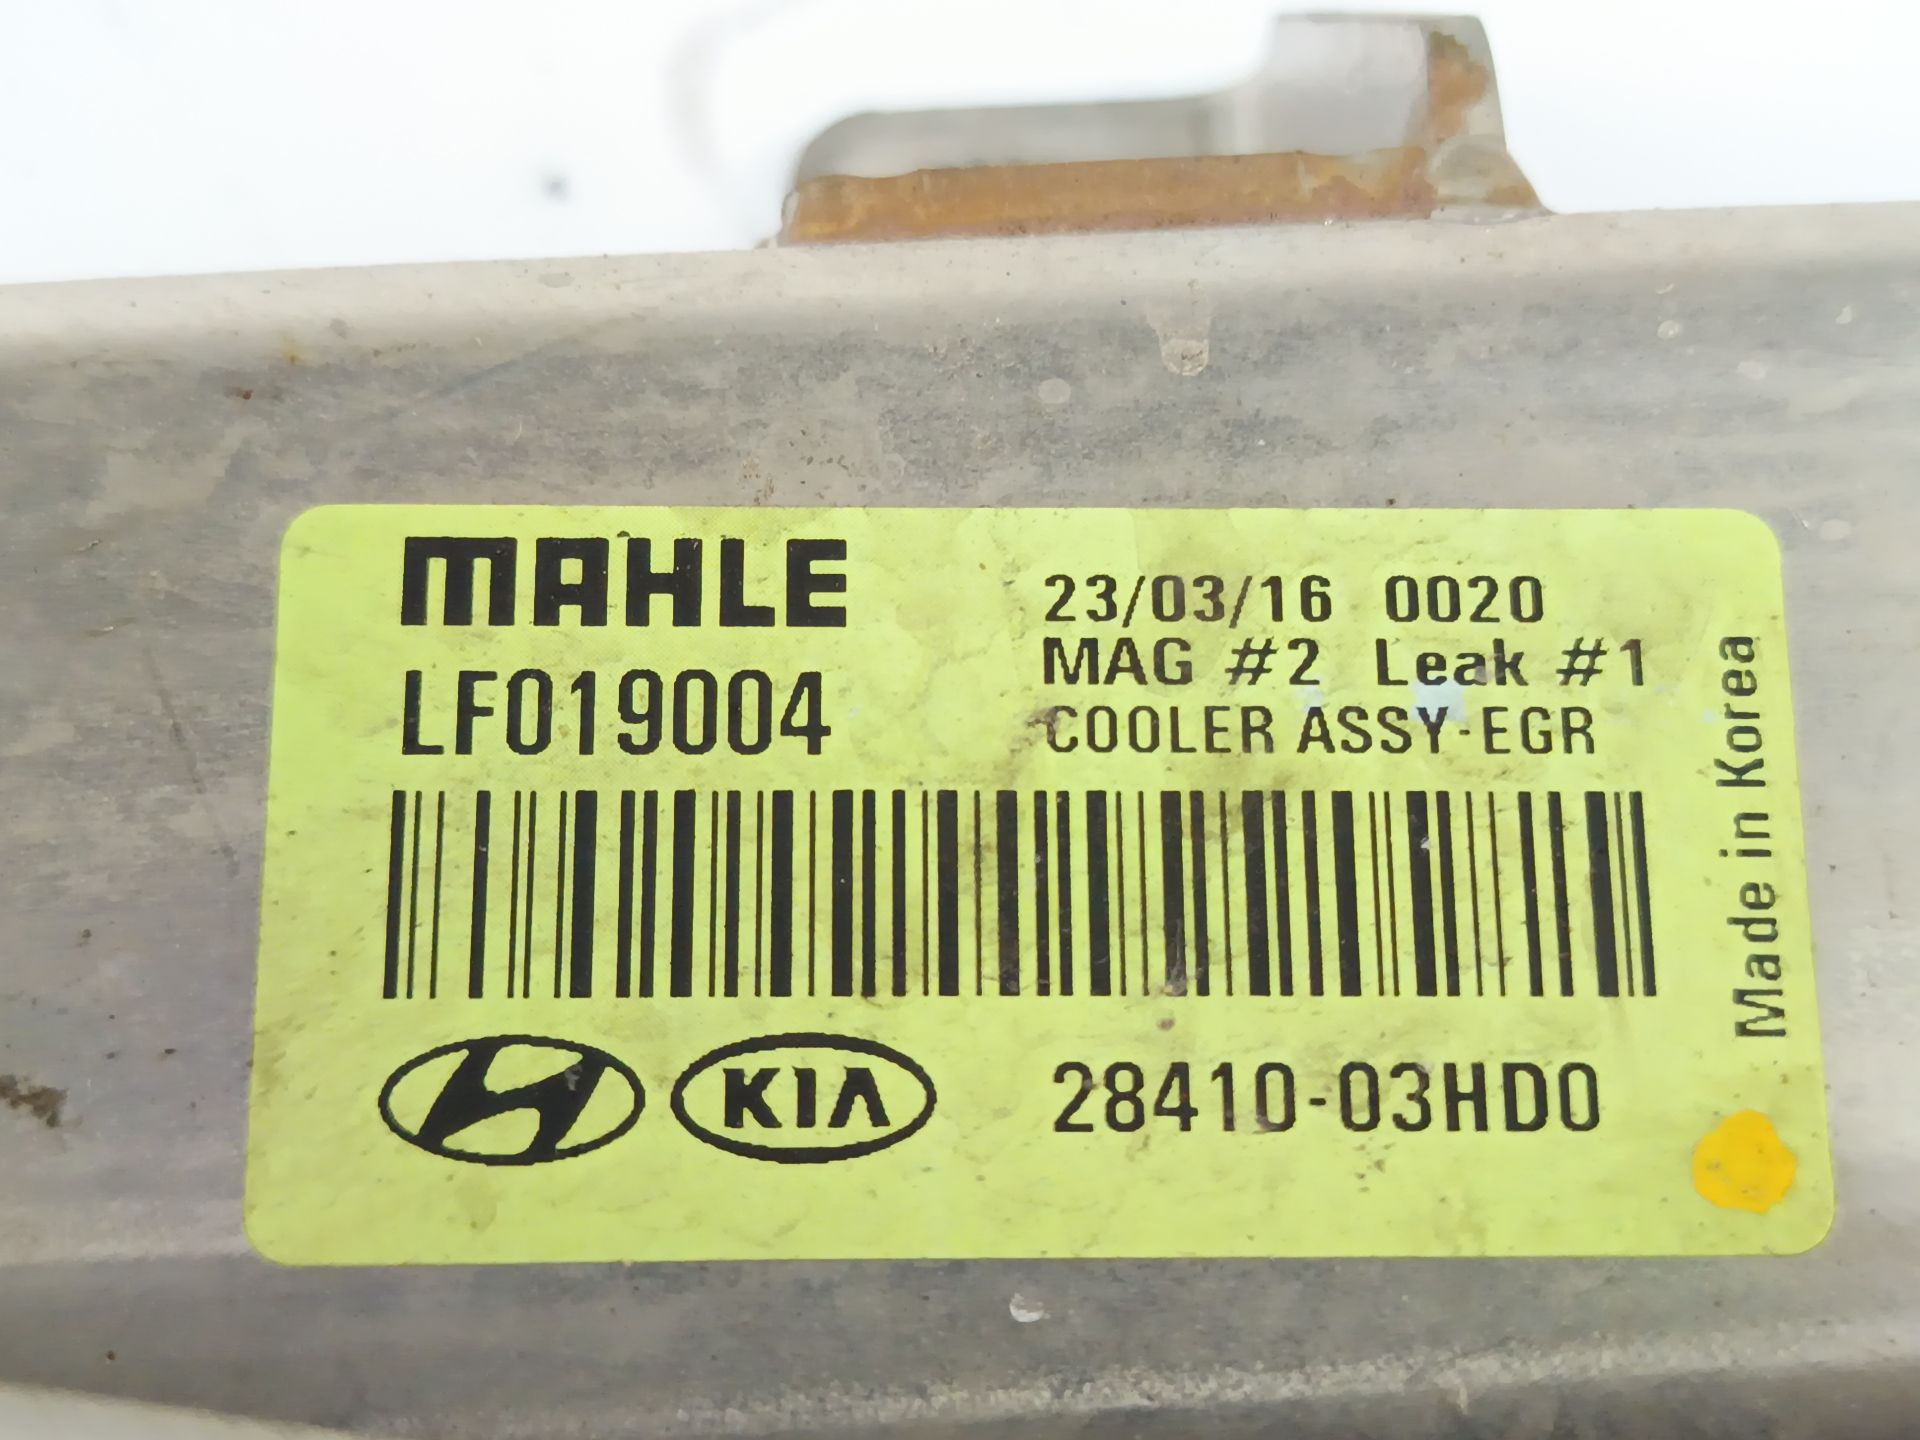 MAHLE
LF019004
23/03/16 0020
MAG #2 Leak #1
COOLER ASSY-EGR
Made in Korea
KIA
28410-03HD0